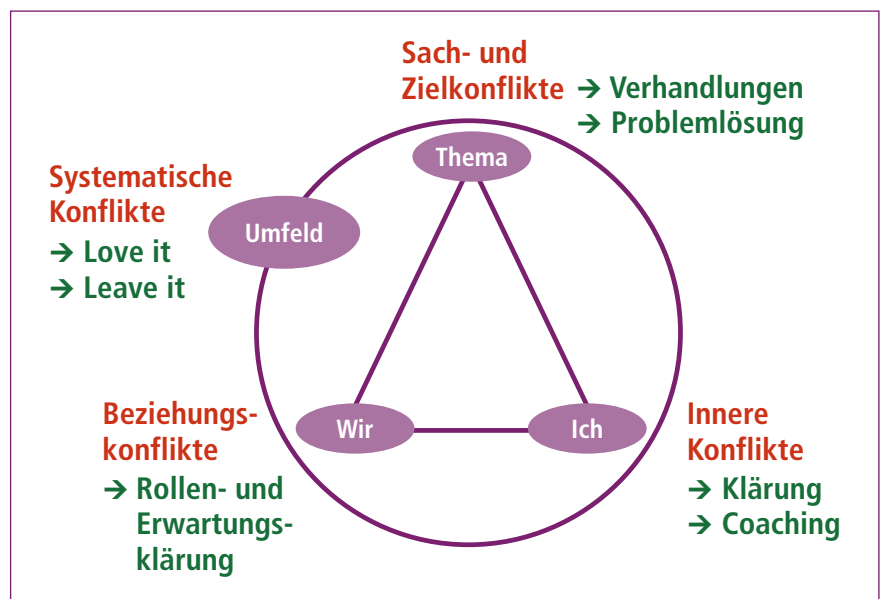 Sach- und
Zielkonflikte
→ Verhandlungen
→ Problemlösung
Thema
Systematische
Konflikte
→ Love it
→ Leave it
Umfeld
Beziehungs-
konflikte
→ Rollen- und
Erwartungs-
klärung
Wir
Ich
Innere
Konflikte
→ Klärung
→ Coaching